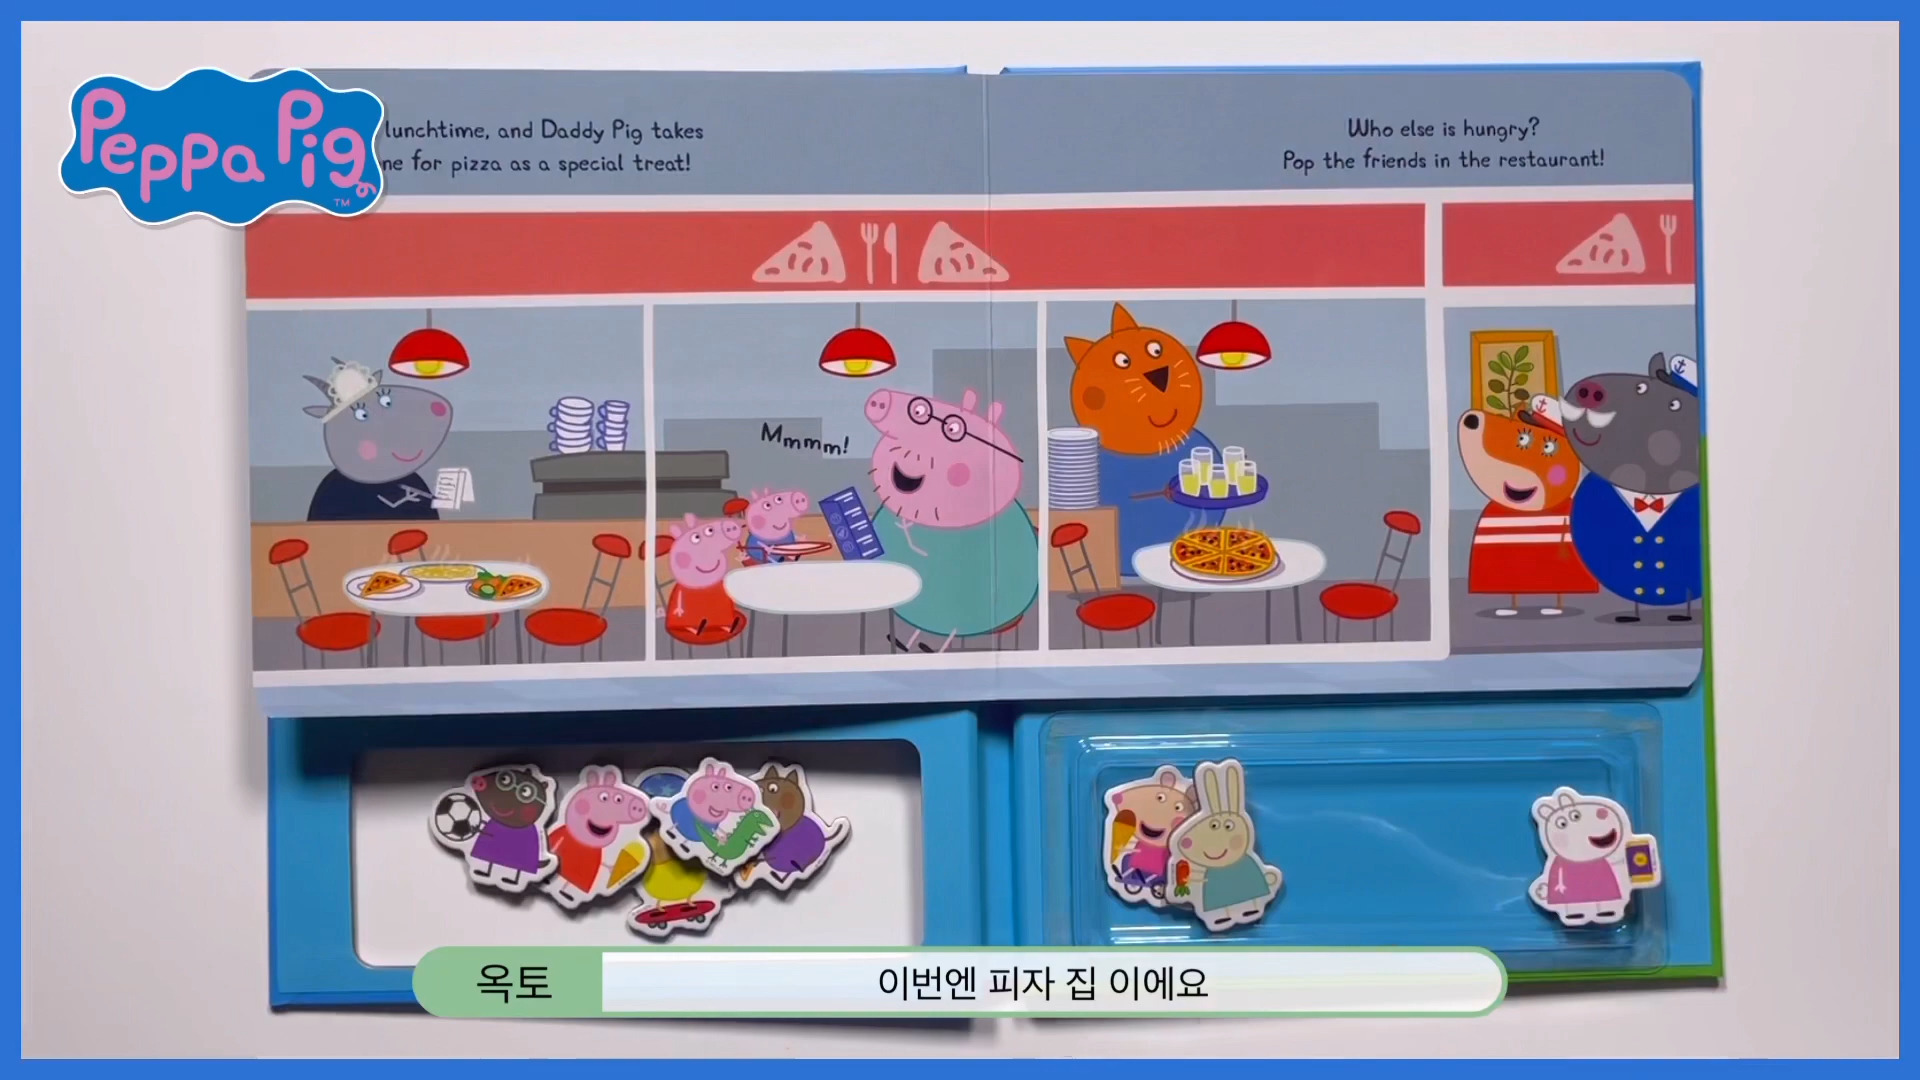 Peppa Pig
TM
lunchtime, and Daddy Pig takes
ne for pizza as a special treat!
Who else is hungry?
Pop the friends in the restaurant!
Mmmm!
옥토
이번엔 피자 집 이에요